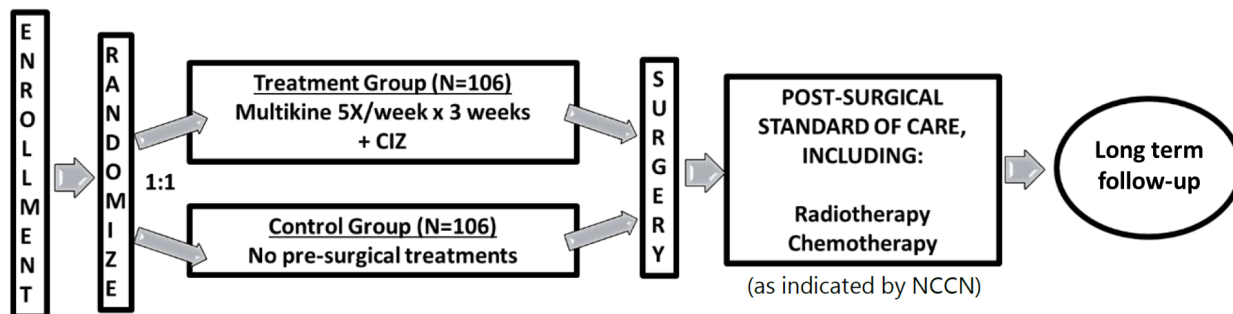 ENROLLMENT
RANDOMIZE
1:1
Treatment Group (N=106)
Multikine 5X/week x 3 weeks
+ CIZ
Control Group (N=106)
No pre-surgical treatments
SURGERY
POST-SURGICAL
STANDARD OF CARE,
INCLUDING:
Radiotherapy
Chemotherapy
(as indicated by NCCN)
Long term
follow-up